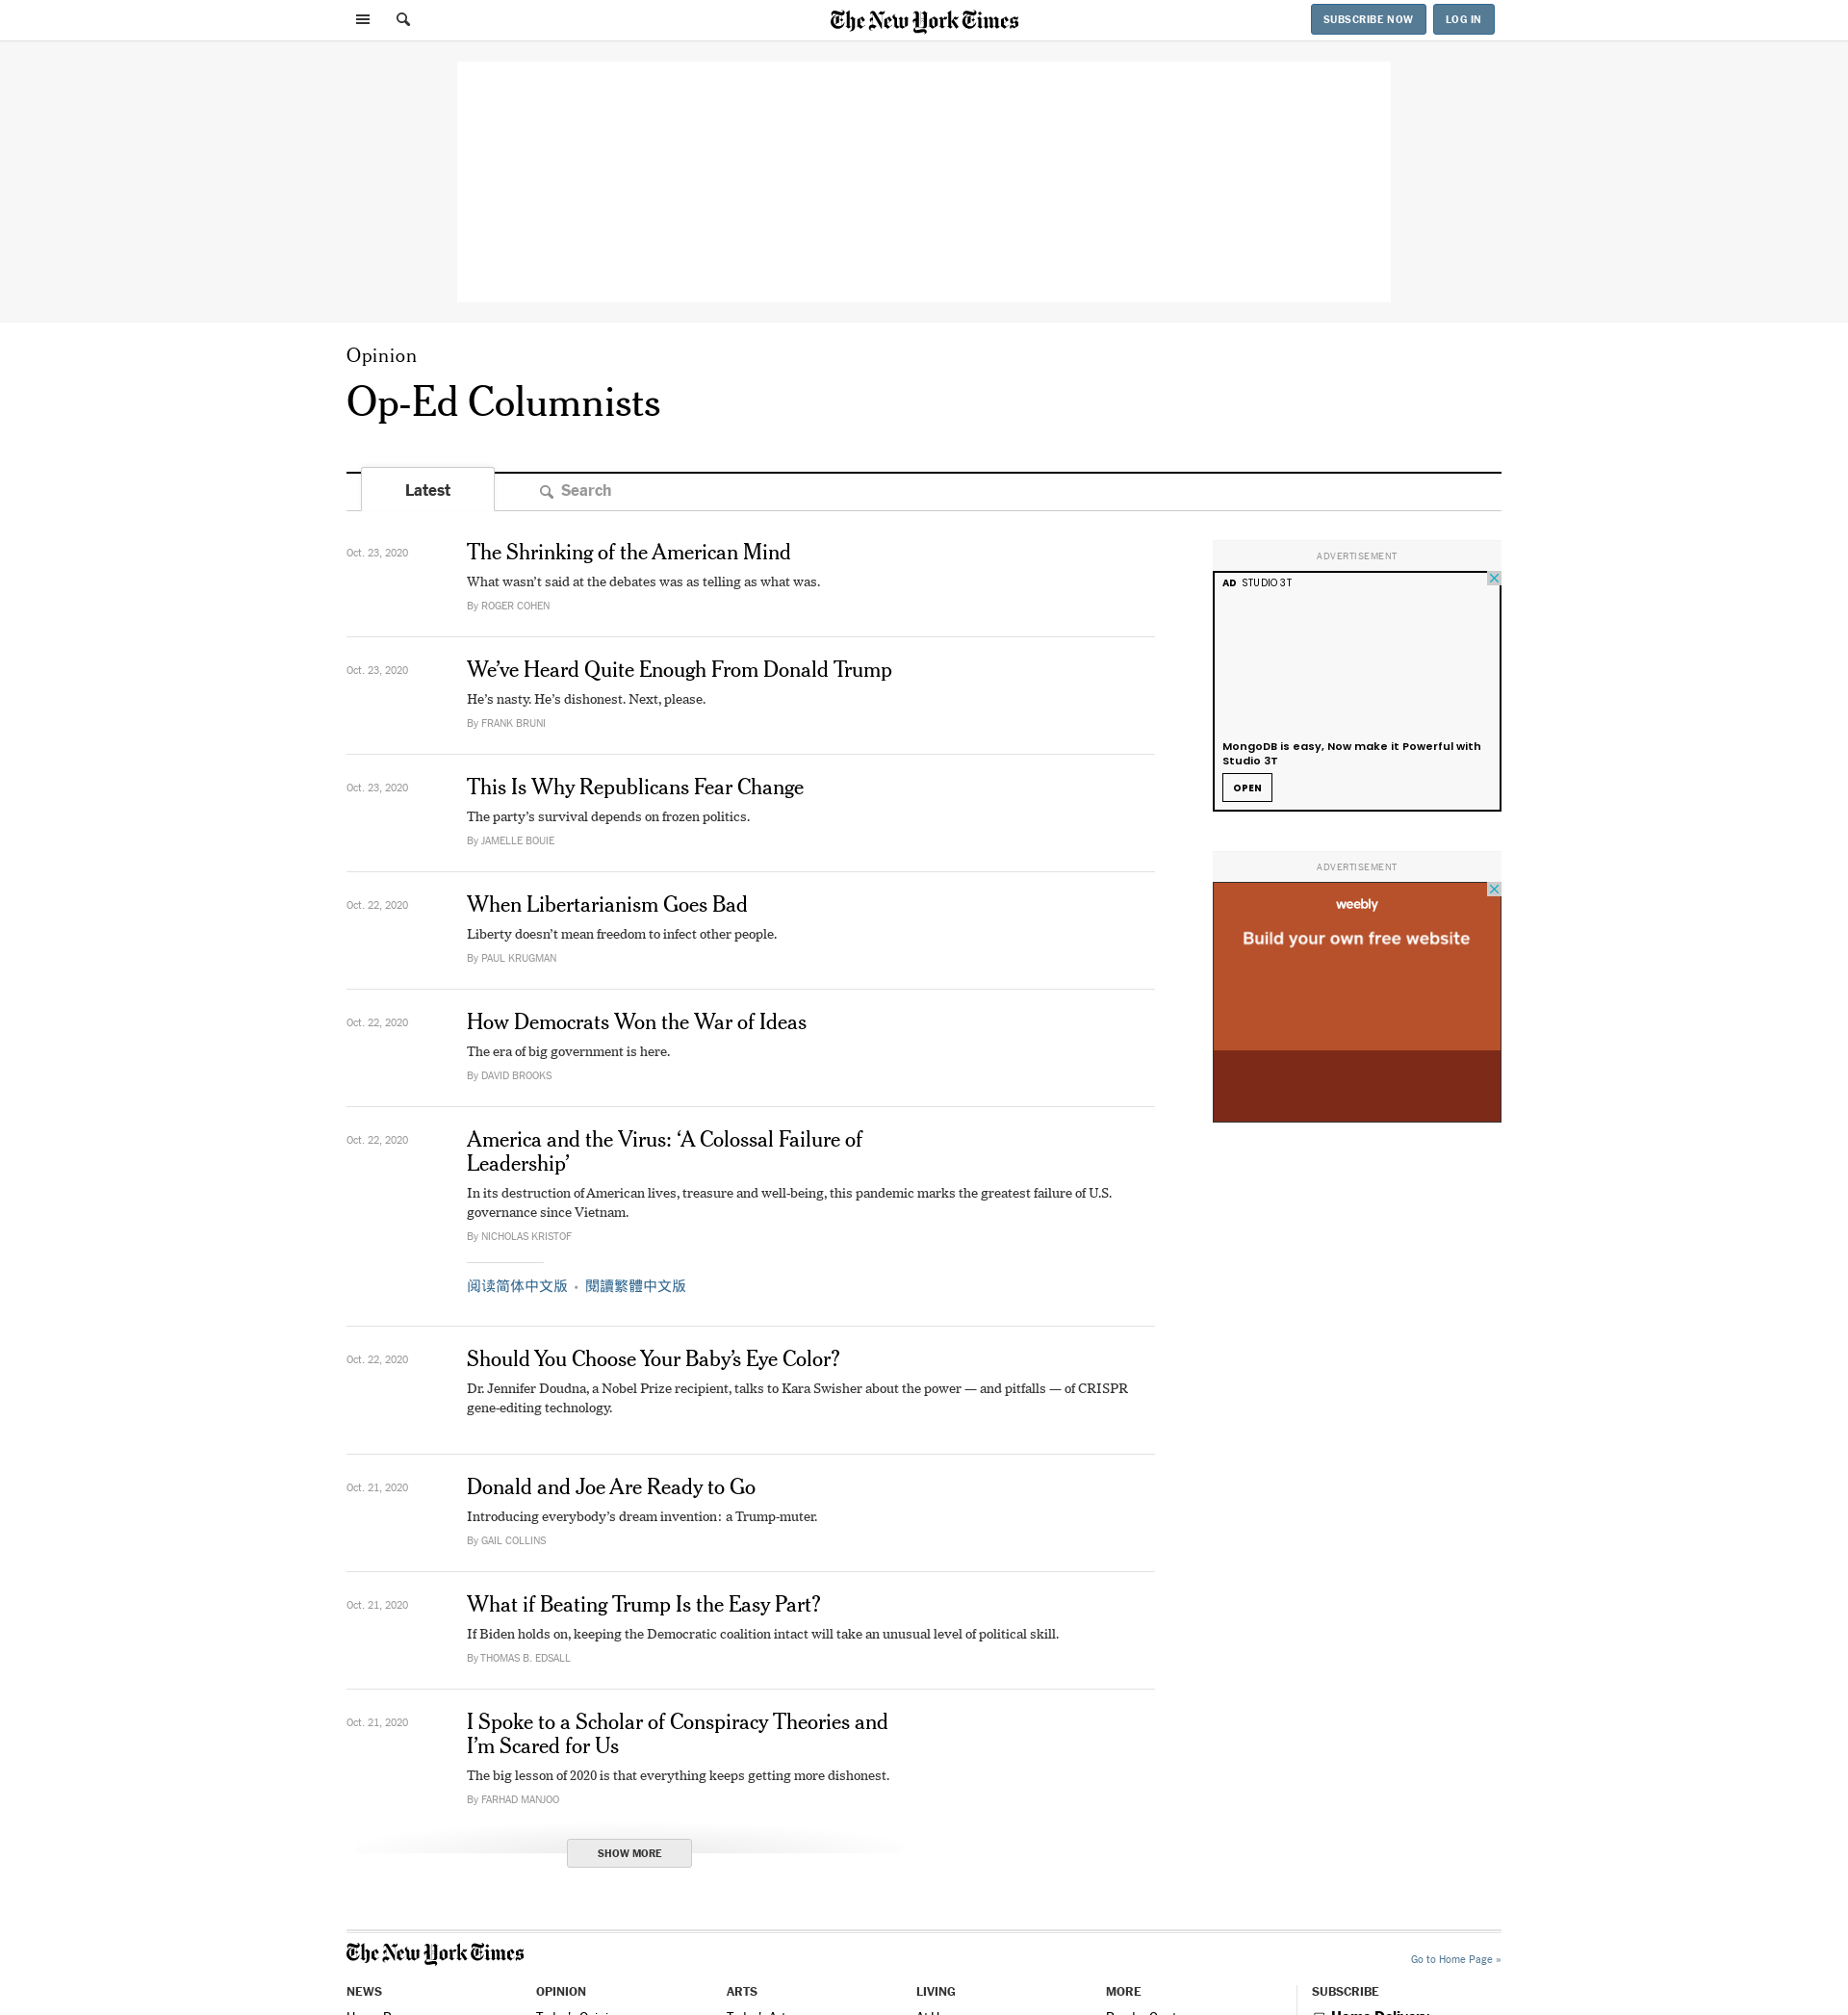 The New York Times
SUBSCRIBE NOW
LOG IN
Opinion
Op-Ed Columnists
Latest
Search
Oct. 23, 2020
The Shrinking of the American Mind
What wasn’t said at the debates was as telling as what was.
By ROGER COHEN
Oct. 23, 2020
We’ve Heard Quite Enough From Donald Trump
He’s nasty. He’s dishonest. Next, please.
By FRANK BRUNI
Oct. 23, 2020
This Is Why Republicans Fear Change
The party’s survival depends on frozen politics.
By JAMELLE BOUIE
Oct. 22, 2020
When Libertarianism Goes Bad
Liberty doesn’t mean freedom to infect other people.
By PAUL KRUGMAN
Oct. 22, 2020
How Democrats Won the War of Ideas
The era of big government is here.
By DAVID BROOKS
Oct. 22, 2020
America and the Virus: ‘A Colossal Failure of
Leadership’
In its destruction of American lives, treasure and well-being, this pandemic marks the greatest failure of U.S.
governance since Vietnam.
By NICHOLAS KRISTOF
阅读简体中文版 • 閱讀繁體中文版
Oct. 22, 2020
Should You Choose Your Baby’s Eye Color?
Dr. Jennifer Doudna, a Nobel Prize recipient, talks to Kara Swisher about the power — and pitfalls — of CRISPR
gene-editing technology.
Oct. 21, 2020
Donald and Joe Are Ready to Go
Introducing everybody’s dream invention: a Trump-muter.
By GAIL COLLINS
Oct. 21, 2020
What if Beating Trump Is the Easy Part?
If Biden holds on, keeping the Democratic coalition intact will take an unusual level of political skill.
By THOMAS B. EDSALL
Oct. 21, 2020
I Spoke to a Scholar of Conspiracy Theories and
I’m Scared for Us
The big lesson of 2020 is that everything keeps getting more dishonest.
By FARHAD MANJOO
SHOW MORE
ADVERTISEMENT
AD STUDIO 3T
MongoDB is easy, Now make it Powerful with
Studio 3T
OPEN
ADVERTISEMENT
weebly
Build your own free website
The New York Times
Go to Home Page »
NEWS
OPINION
ARTS
LIVING
MORE
SUBSCRIBE